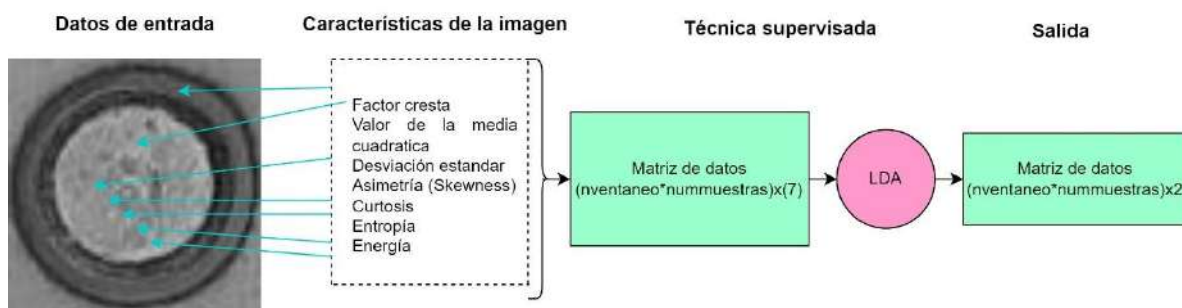 Datos de entrada
Características de la imagen
Técnica supervisada
Salida
Factor cresta
Valor de la media
cuadratica
Desviación estandar
Asimetría (Skewness)
Curtosis
Entropía
Energía
Matriz de datos
(nventaneo*nummuestras)x(7)
LDA
Matriz de datos
(nventaneo*nummuestras)x2